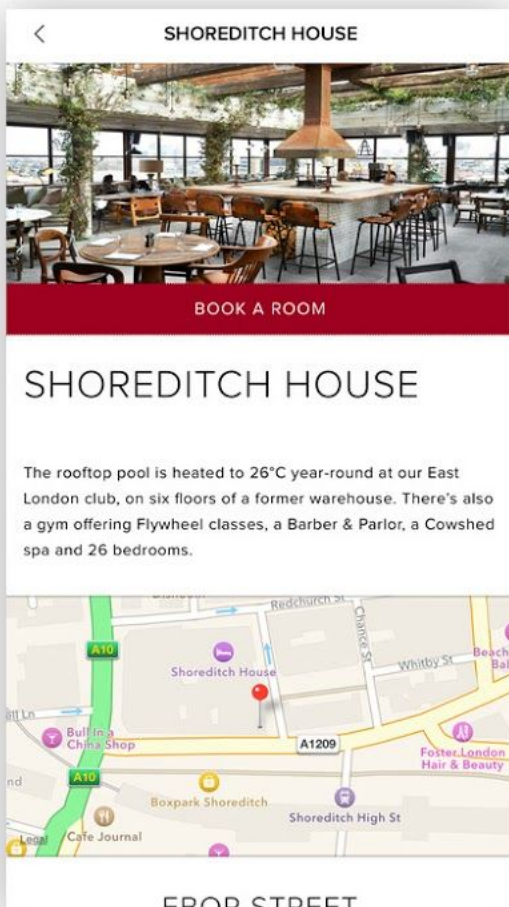 SHOREDITCH HOUSE
BOOK A ROOM
SHOREDITCH HOUSE
The rooftop pool is heated to 26°C year-round at our East
London club, on six floors of a former warehouse. There's also
a gym offering Flywheel classes, a Barber & Parlor, a Cowshed
spa and 26 bedrooms.
Redchurch St
A10
Shoreditch House
Chance St
Whitby St
Beach
Bull In a
China Shop
A1209
Foster.London
Hair & Beauty
A10
Boxpark Shoreditch
Shoreditch High St
Cafe Journal
Legal